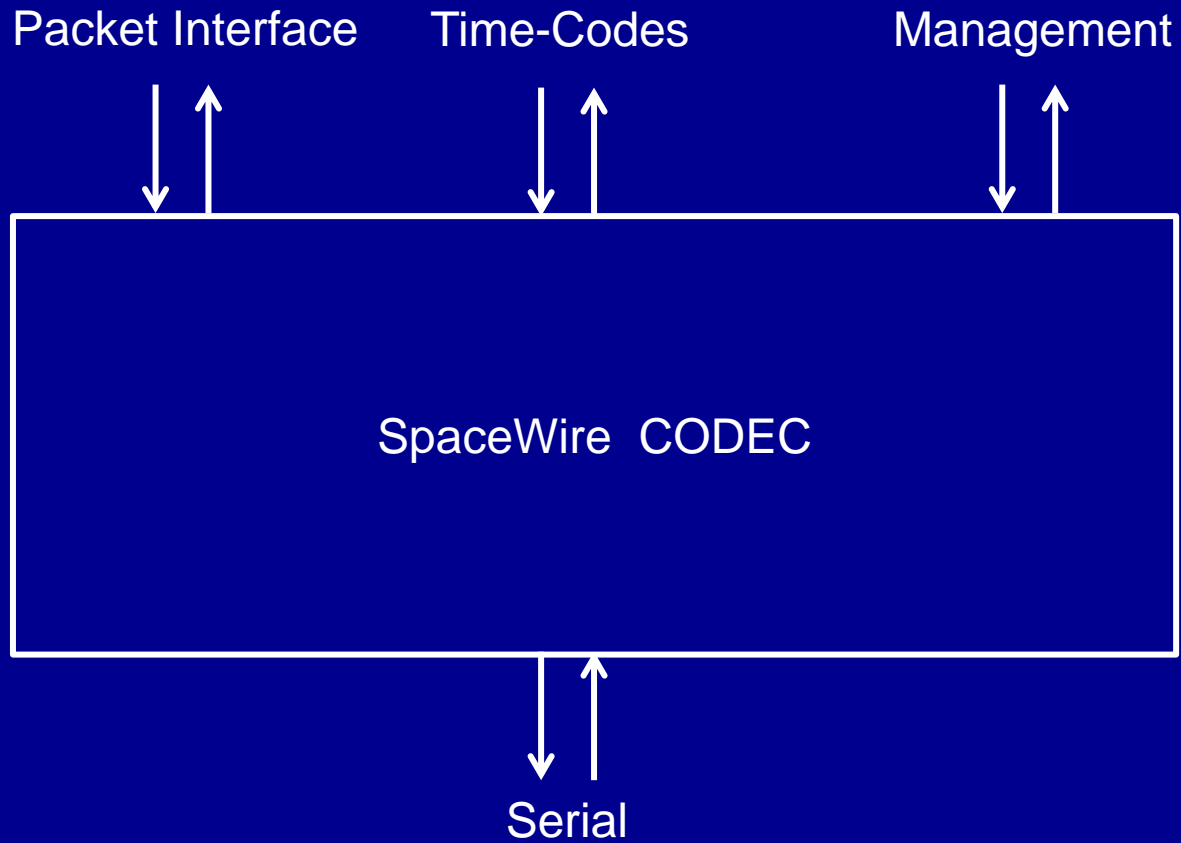 Packet Interface
Time-Codes
Management
SpaceWire CODEC
Serial